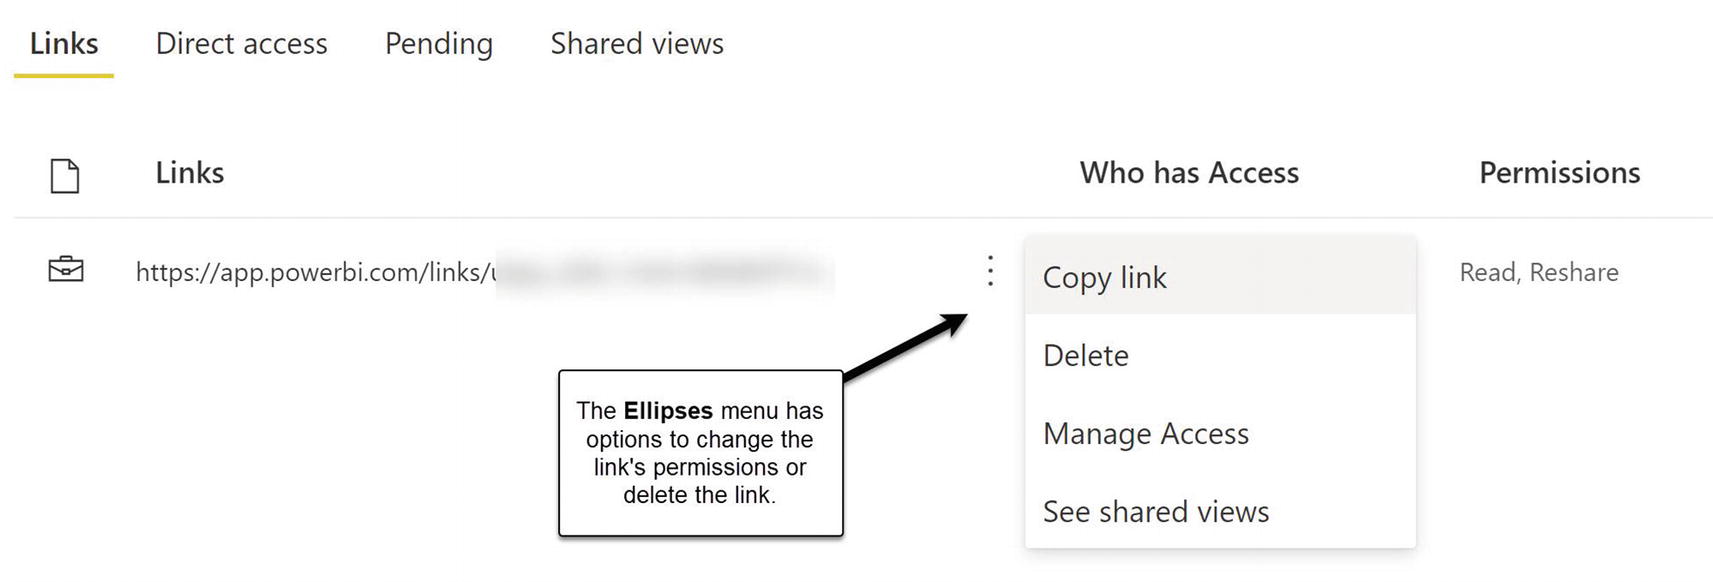 Links Direct access Pending Shared views
Links Who has Access Permissions
https://app.powerbi.com/links/u
Read, Reshare
Copy link
Delete
Manage Access
See shared views
The Ellipses menu has
options to change the
link's permissions or
delete the link.